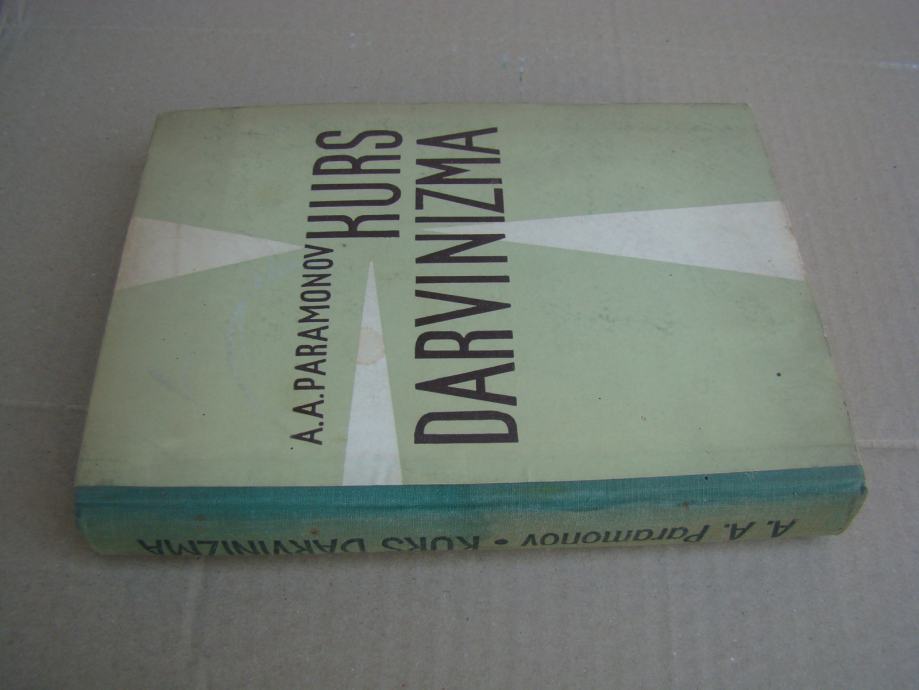 A.A.PARAMONOV
KURS
DARVINIZMA
A. A. Paramonov • KURS DARVINIZMA